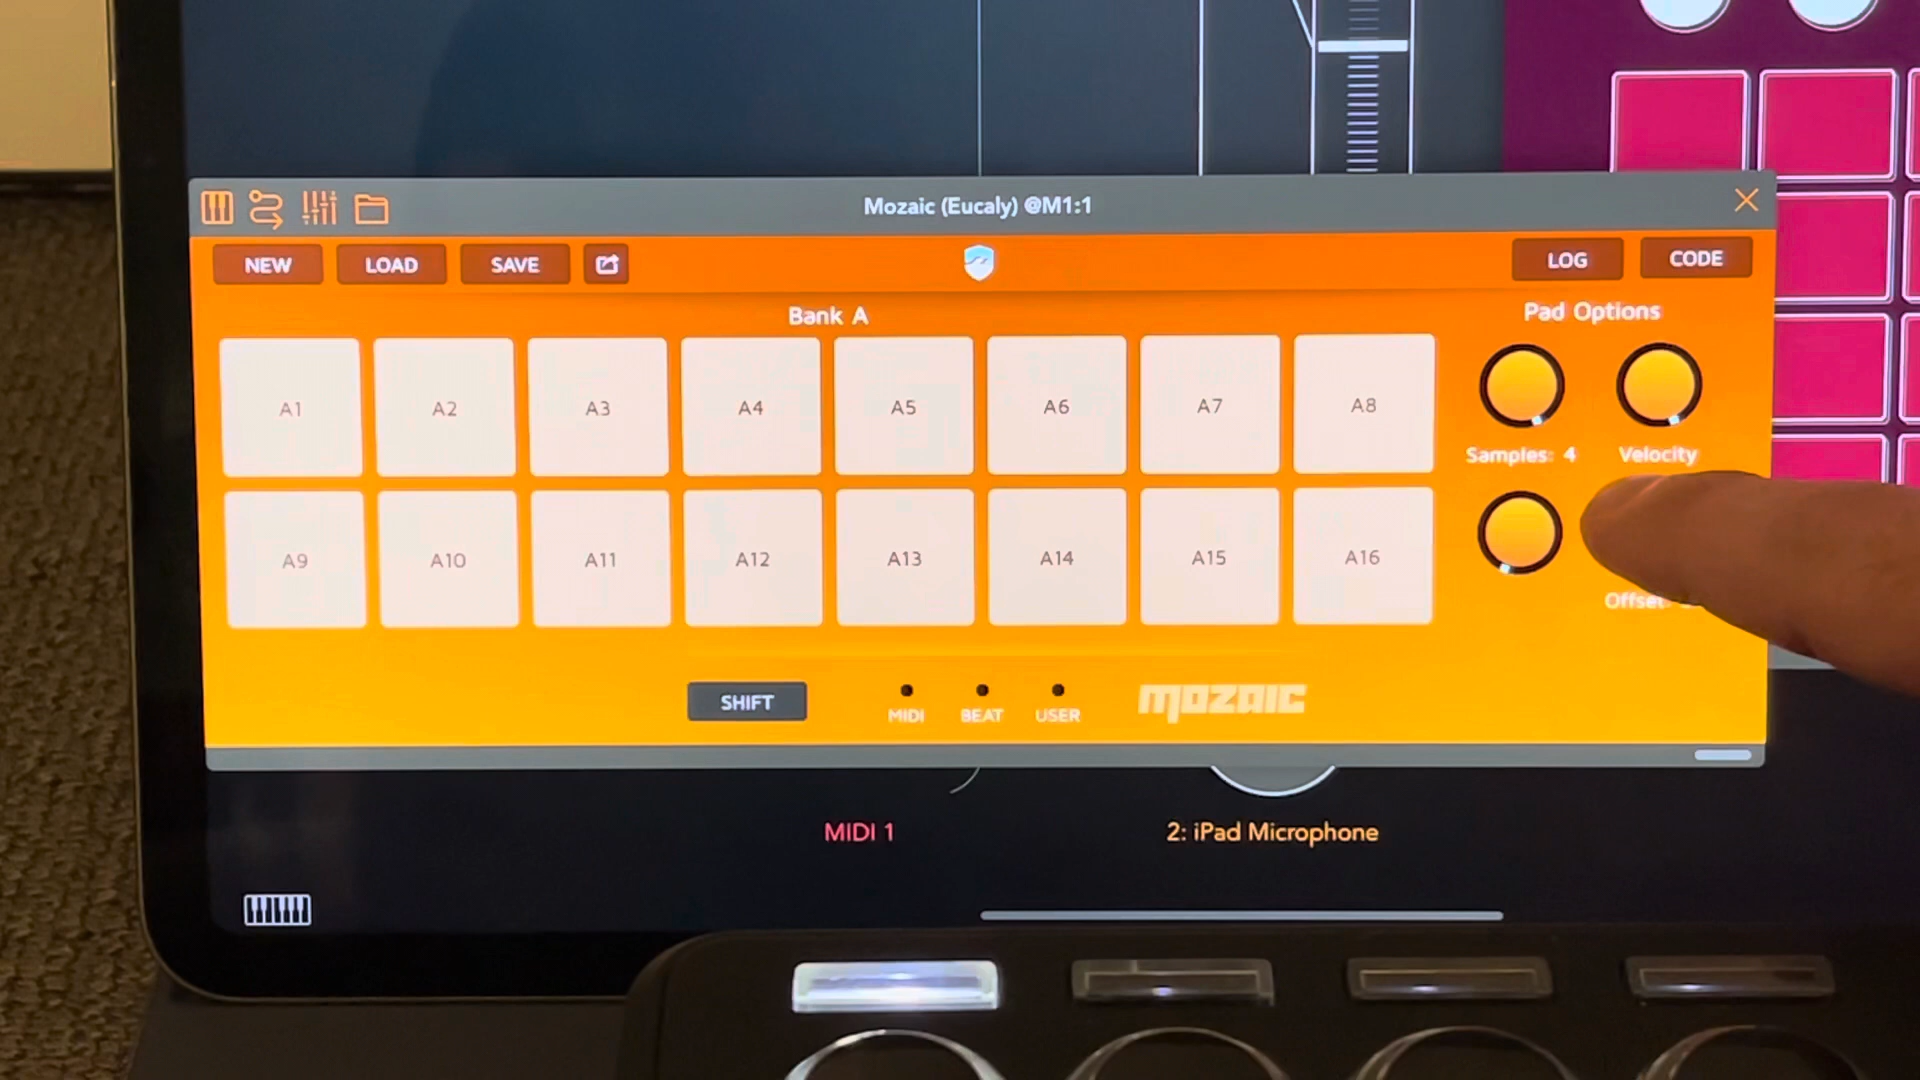 Mozaic (Eucaly) @M1:1
NEW
LOAD
SAVE
LOG
CODE
Bank A
Pad Options
A1
A2
A3
A4
A5
A6
A7
A8
Samples: 4
Velocity
A9
A10
A11
A12
A13
A14
A15
A16
Offset:
SHIFT
MIDI
BEAT
USER
MOZAIC
MIDI 1
2: iPad Microphone